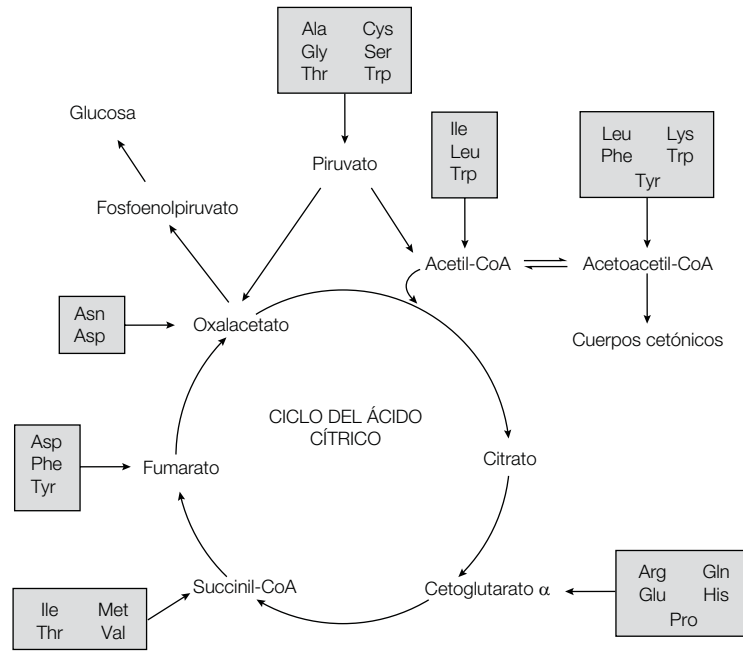 Ala Cys
Gly Ser
Thr Trp
Glucosa
Piruvato
Ile
Leu
Trp
Leu Lys
Phe Trp
Tyr
Fosfoenolpiruvato
Acetil-CoA
Acetoacetil-CoA
Asn
Asp
Oxalacetato
Cuerpos cetónicos
CICLO DEL ÁCIDO
CÍTRICO
Asp
Phe
Tyr
Fumarato
Citrato
Succinil-CoA
Cetoglutarato α
Arg Gln
Glu His
Pro
Ile Met
Thr Val